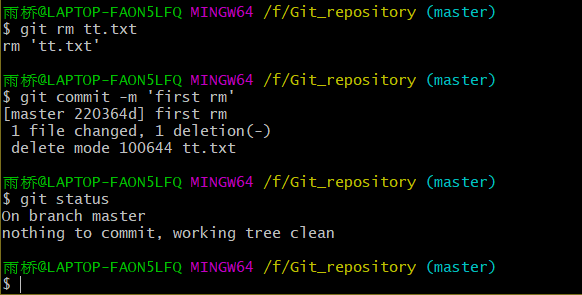 雨桥@LAPTOP-FAON5LFQ MINGW64 /f/Git_repository (master)
$ git rm tt.txt
rm 'tt.txt'
雨桥@LAPTOP-FAON5LFQ MINGW64 /f/Git_repository (master)
$ git commit -m 'first rm'
[master 220364d] first rm
 1 file changed, 1 deletion(-)
 delete mode 100644 tt.txt
雨桥@LAPTOP-FAON5LFQ MINGW64 /f/Git_repository (master)
$ git status
On branch master
nothing to commit, working tree clean
雨桥@LAPTOP-FAON5LFQ MINGW64 /f/Git_repository (master)
$